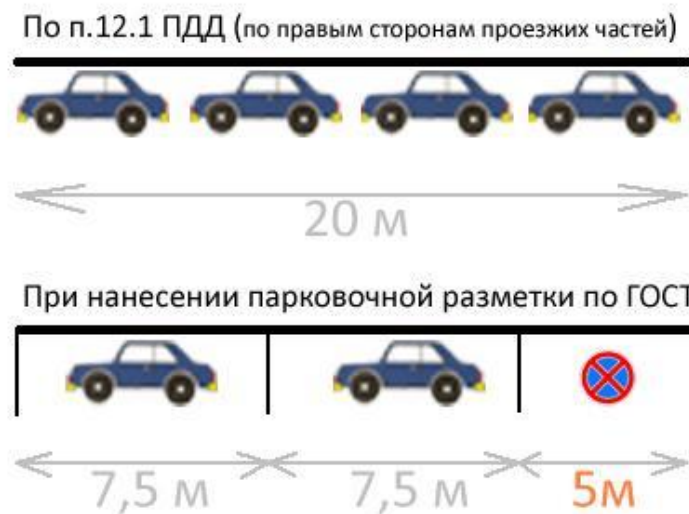 По п.12.1 ПДД (по правым сторонам проезжих частей)
20 м
При нанесении парковочной разметки по ГОСТ
7,5 м 7,5 м 5м